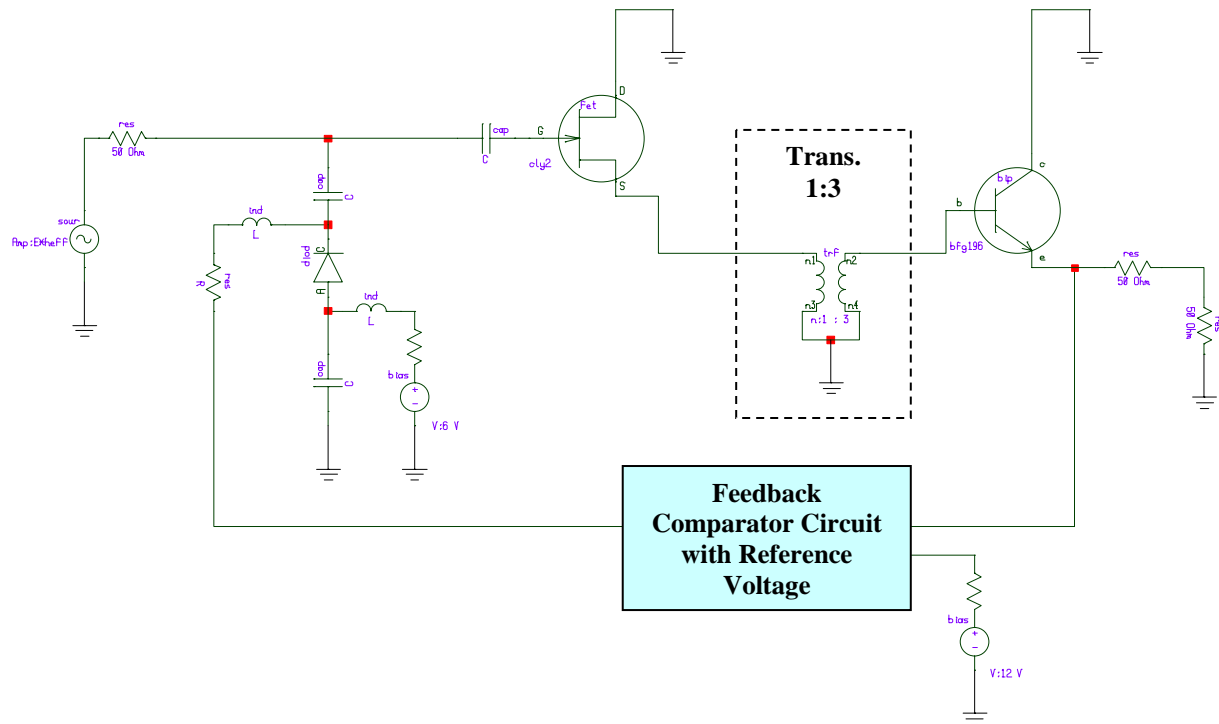 D
Fet
G
cap
C
cly2
S
res
50 Ohm
sour
Amp:EXheFF
cap
C
ind
L
res
R
C
diod
A
ind
L
cap
C
bias
+
-
V:6 V
Trans.
1:3
trf
n1
n2
n3
n4
n:1 ; 3
c
bip
b
bfg196
e
res
50 Ohm
res
50 Ohm
Feedback
Comparator Circuit
with Reference
Voltage
bias
+
-
V:12 V